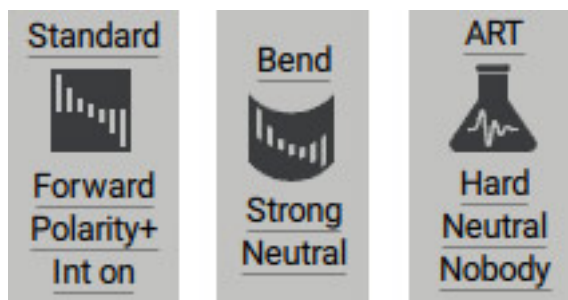 Standard
Forward
Polarity+
Int on
Bend
Strong
Neutral
ART
Hard
Neutral
Nobody